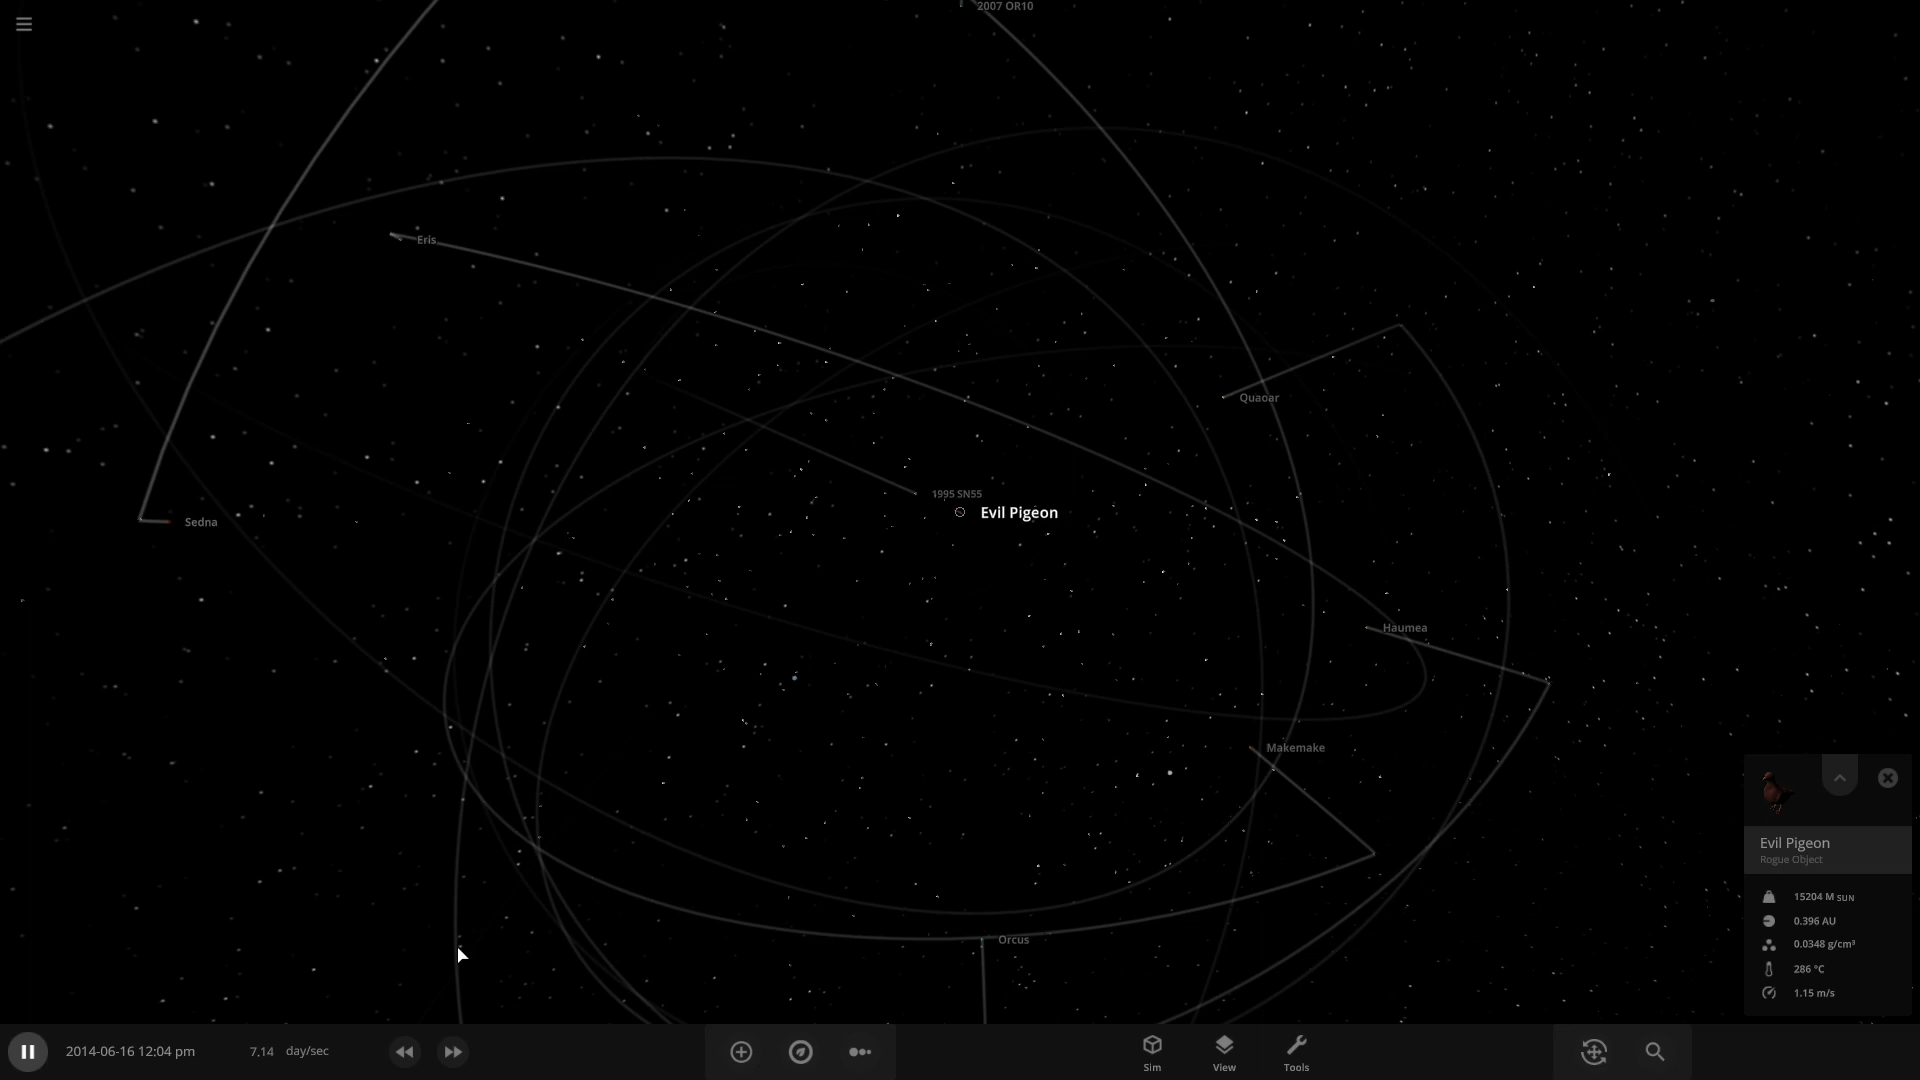 2007 OR10
Eris
Quaoar
1995 SN55
Evil Pigeon
Sedna
Haumea
Makemake
Orcus
Evil Pigeon
Rogue Object
15204 M SUN
0.396 AU
0.0348 g/cm³
286 °C
1.15 m/s
2014-06-16 12:04 pm 7.14 day/sec
Sim View Tools